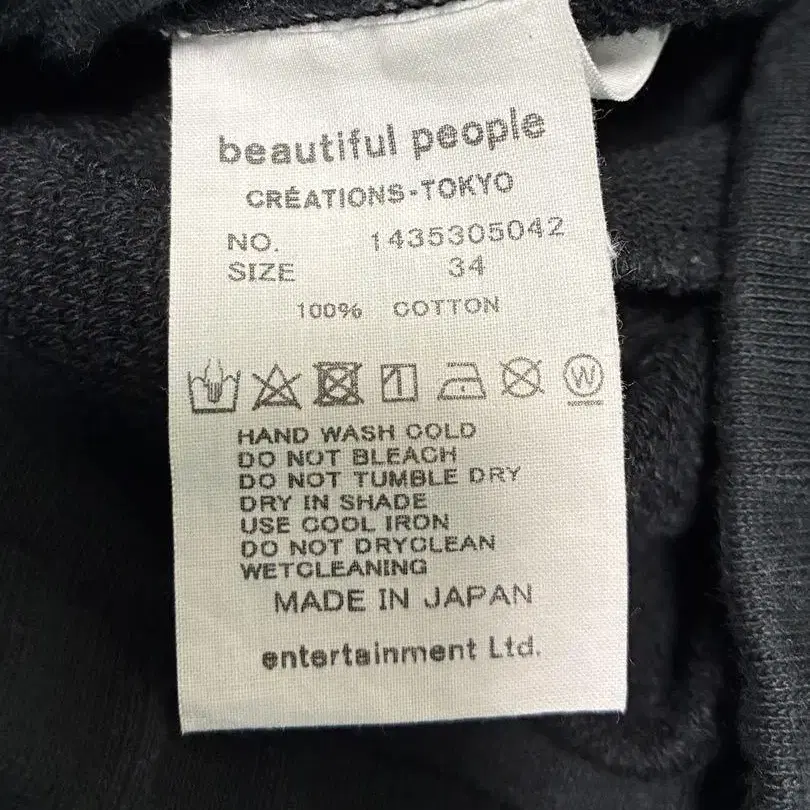 beautiful people
CRÉATIONS-TOKYO
NO. 1435305042
SIZE 34
100% COTTON
W
HAND WASH COLD
DO NOT BLEACH
DO NOT TUMBLE DRY
DRY IN SHADE
USE COOL IRON
DO NOT DRYCLEAN
WETCLEANING
MADE IN JAPAN
entertainment Ltd.